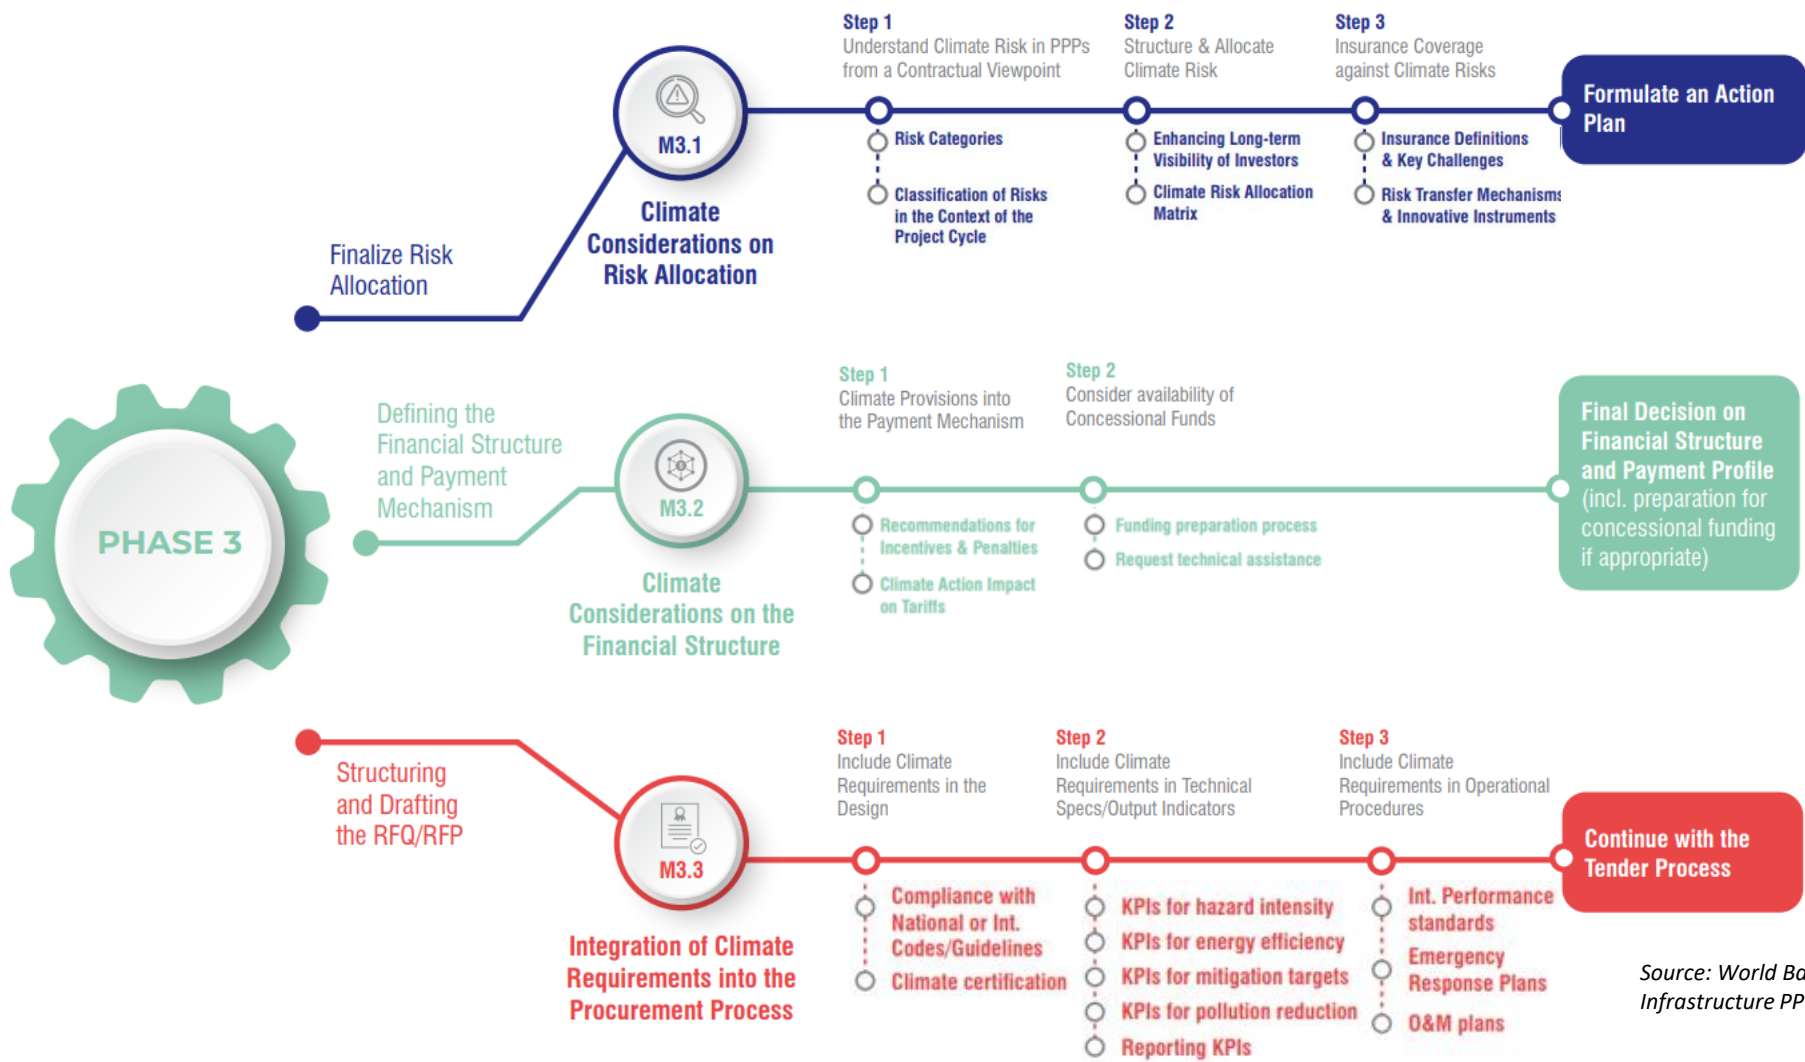 PHASE 3
Finalize Risk
Allocation
M3.1
Climate
Considerations on
Risk Allocation
Step 1
Understand Climate Risk in PPPs
from a Contractual Viewpoint
Risk Categories
Classification of Risks
in the Context of the
Project Cycle
Step 2
Structure & Allocate
Climate Risk
Enhancing Long-term
Visibility of Investors
Climate Risk Allocation
Matrix
Step 3
Insurance Coverage
against Climate Risks
Insurance Definitions
& Key Challenges
Risk Transfer Mechanisms
& Innovative Instruments
Formulate an Action
Plan
Defining the
Financial Structure
and Payment
Mechanism
M3.2
Climate
Considerations on the
Financial Structure
Step 1
Climate Provisions into
the Payment Mechanism
Recommendations for
Incentives & Penalties
Climate Action Impact
on Tariffs
Step 2
Consider availability of
Concessional Funds
Funding preparation process
Request technical assistance
Final Decision on
Financial Structure
and Payment Profile
(incl. preparation for
concessional funding
if appropriate)
Structuring
and Drafting
the RFQ/RFP
M3.3
Integration of Climate
Requirements into the
Procurement Process
Step 1
Include Climate
Requirements in the
Design
Compliance with
National or Int.
Codes/Guidelines
Climate certification
Step 2
Include Climate
Requirements in Technical
Specs/Output Indicators
KPIs for hazard intensity
KPIs for energy efficiency
KPIs for mitigation targets
KPIs for pollution reduction
Reporting KPIs
Step 3
Include Climate
Requirements in Operational
Procedures
Int. Performance
standards
Emergency
Response Plans
O&M plans
Continue with the
Tender Process
Source: World
Infrastructure